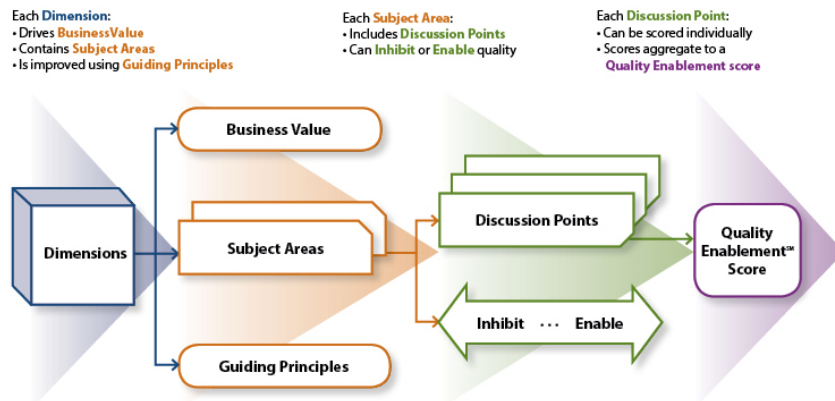 Each Dimension:
• Drives BusinessValue
• Contains Subject Areas
• Is improved using Guiding Principles
Each Subject Area:
• Includes Discussion Points
• Can Inhibit or Enable quality
Each Discussion Point:
• Can be scored individually
• Scores aggregate to a
Quality Enablement score
Business Value
Dimensions
Subject Areas
Discussion Points
Quality
Enablement℠
Score
Inhibit ... Enable
Guiding Principles